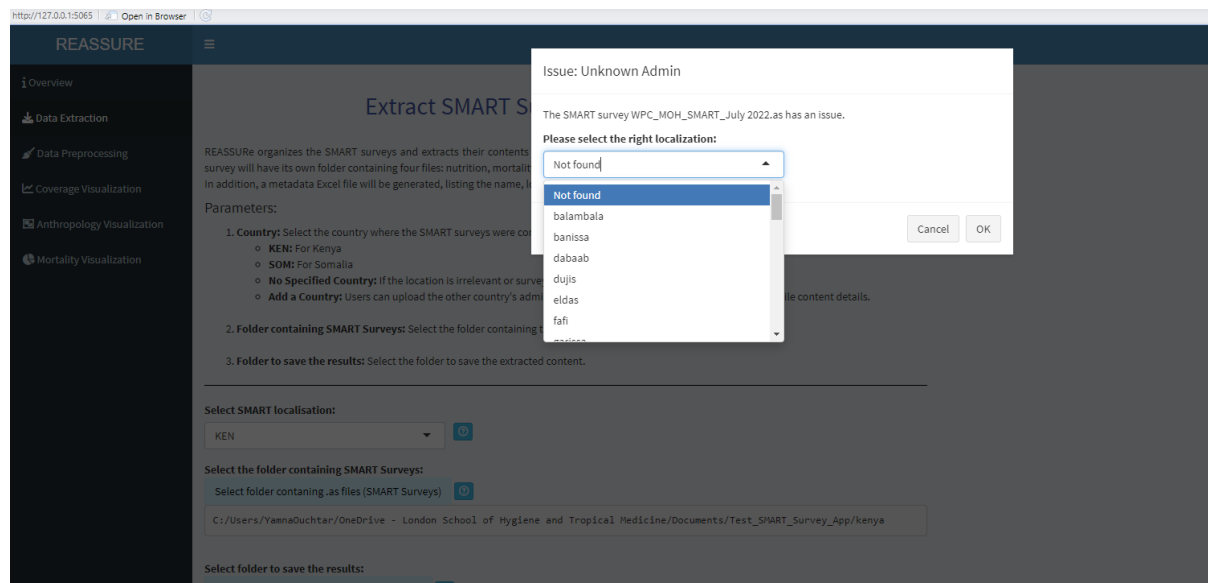 http://127.0.0.1:5065 Open in Browser
REASSURE
Overview
Data Extraction
Data Preprocessing
Coverage Visualization
Anthropology Visualization
Mortality Visualization
Extract SMART S
REASSURe organizes the SMART surveys and extracts their contents
survey will have its own folder containing four files: nutrition, mortalit
In addition, a metadata Excel file will be generated, listing the name, l
Parameters:
1. Country: Select the country where the SMART surveys were con
KEN: For Kenya
SOM: For Somalia
No Specified Country: If the location is irrelevant or surve
Add a Country: Users can upload the other country's admi ile content details.
2. Folder containing SMART Surveys: Select the folder containing t
3. Folder to save the results: Select the folder to save the extracted content.
Select SMART localisation:
KEN
Select the folder containing SMART Surveys:
Select folder contaning .as files (SMART Surveys)
C:/Users/YamnaOuchtar/OneDrive - London School of Hygiene and Tropical Medicine/Documents/Test_SMART_Survey_App/kenya
Select folder to save the results:
Issue: Unknown Admin
The SMART survey WPC_MOH_SMART_July 2022.as has an issue.
Please select the right localization:
Not found
Not found
balambala
banissa
dabaab
dujis
eldas
fafi
Cancel OK